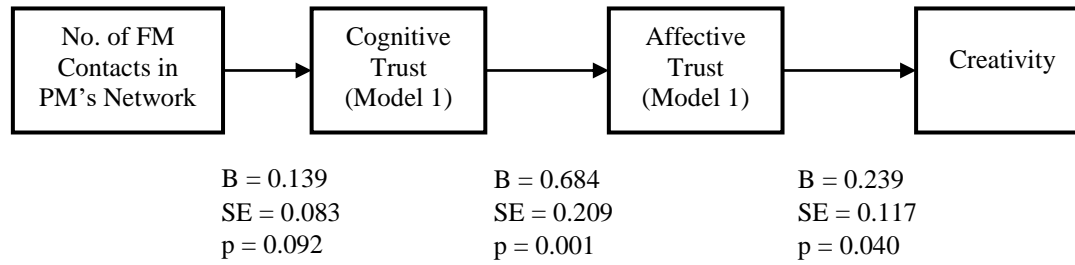 No. of FM
Contacts in
PM's Network
Cognitive
Trust
(Model 1)
Affective
Trust
(Model 1)
Creativity
B = 0.139
SE = 0.083
p = 0.092
B = 0.684
SE = 0.209
p = 0.001
B = 0.239
SE = 0.117
p = 0.040